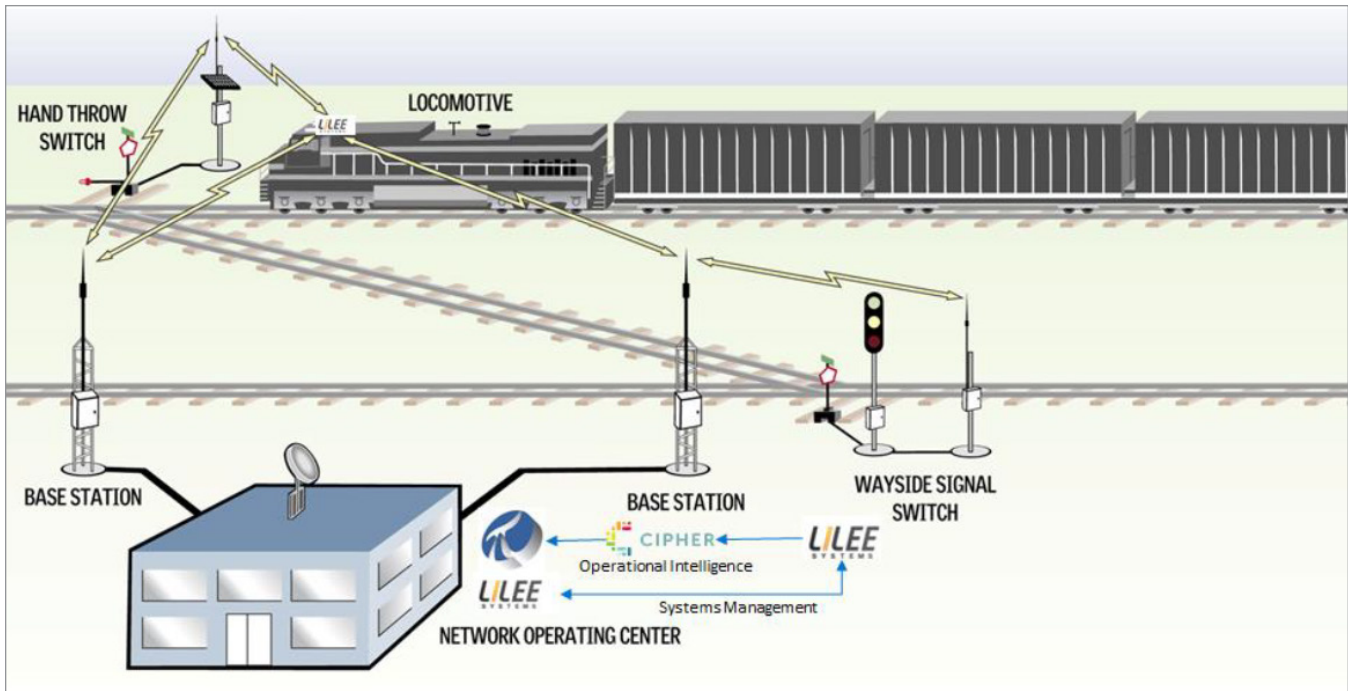 HAND THROW
SWITCH
LOCOMOTIVE
LILEE
BASE STATION
BASE STATION
WAYSIDE SIGNAL
SWITCH
CIPHER
LILEE
SYSTEMS
Operational Intelligence
LILEE
SYSTEMS
Systems Management
NETWORK OPERATING CENTER